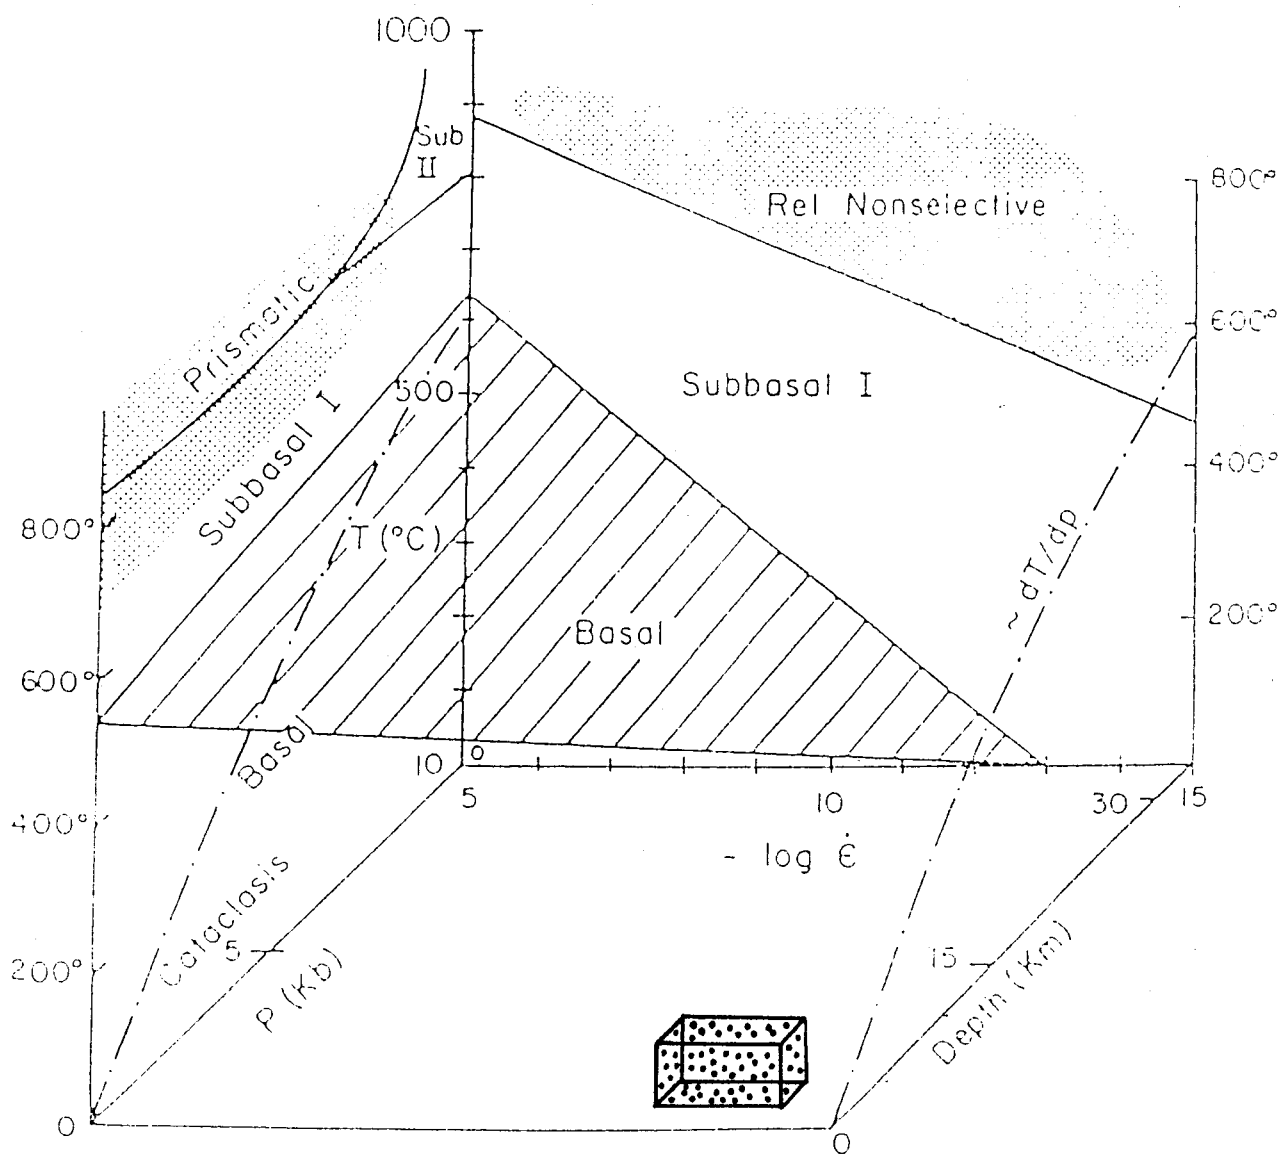 1000
Sub
II
800°
Rel Nonselective
Prismatic
600°
500
Subbasal I
Subbasal I
400°
800°
T (°C)
~ dT/dp
200°
Basal
600°
Basal
10
0
5
10
30
15
400°
- log ε̇
Cataclasis
5
15
200°
P (Kb)
Depth (Km)
0
0